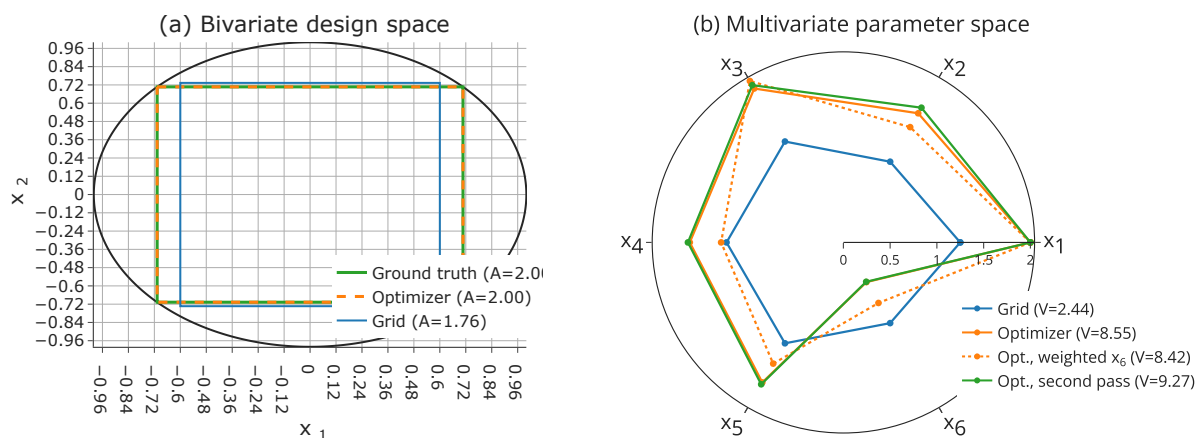 (a) Bivariate design space
0.96
0.84
0.72
0.6
0.48
0.36
0.24
0.12
0
−0.12
−0.24
−0.36
−0.48
−0.6
−0.72
−0.84
−0.96
x 2
Ground truth (A=2.00
Optimizer (A=2.00)
Grid (A=1.76)
−0.96
−0.84
−0.72
−0.6
−0.48
−0.36
−0.24
−0.12
0
0.12
0.24
0.36
0.48
0.6
0.72
0.84
0.96
x 1
(b) Multivariate parameter space
x3
x2
x4
x1
0
0.5
1
1.5
2
x5
x6
Grid (V=2.44)
Optimizer (V=8.55)
Opt., weighted x6 (V=8.42)
Opt., second pass (V=9.27)